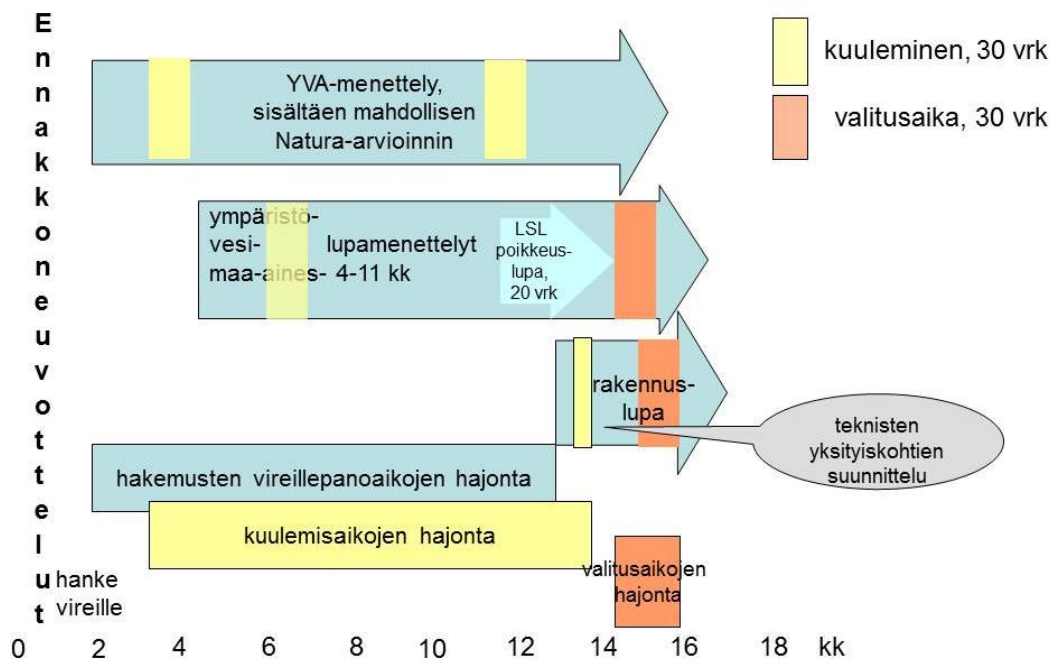 Ennakkoneuvottelut
kuuleminen, 30 vrk
valitusaika, 30 vrk
YVA-menettely,
sisältäen mahdollisen
Natura-arvioinnin
ympäristö-
vesi- lupamenettelyt
maa-aines- 4-11 kk
LSL
poikkeus-
lupa,
20 vrk
rakennus-
lupa
teknisten
yksityiskohtien
suunnittelu
hakemusten vireillepanoaikojen hajonta
kuulemisaikojen hajonta
valitusaikojen
hajonta
hanke
vireille
0 2 4 6 8 10 12 14 16 18 kk